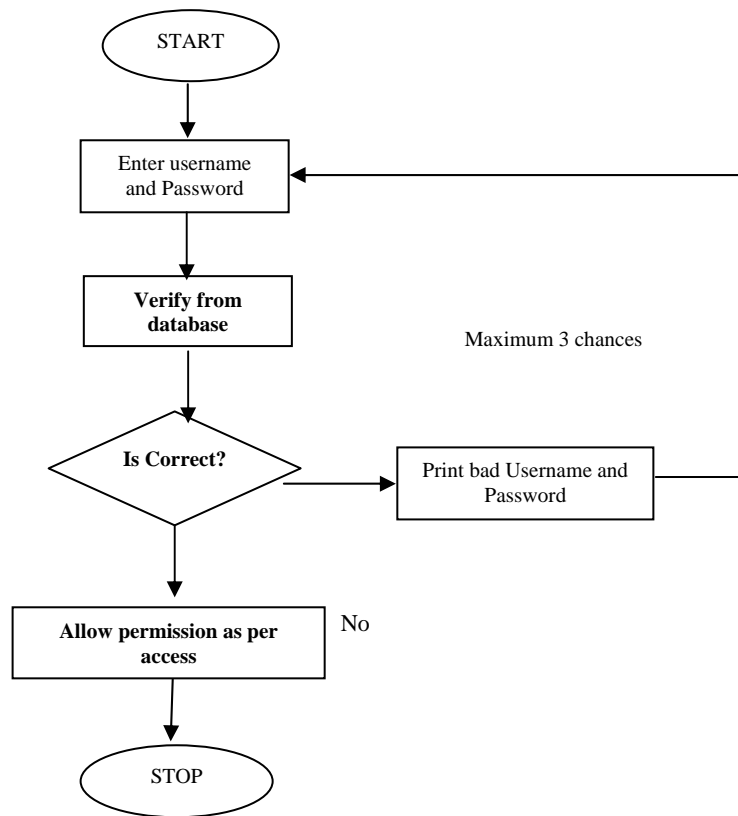 START
Enter username
and Password
Verify from
database
Maximum 3 chances
Is Correct?
Print bad Username and
Password
Allow permission as per
access
No
STOP